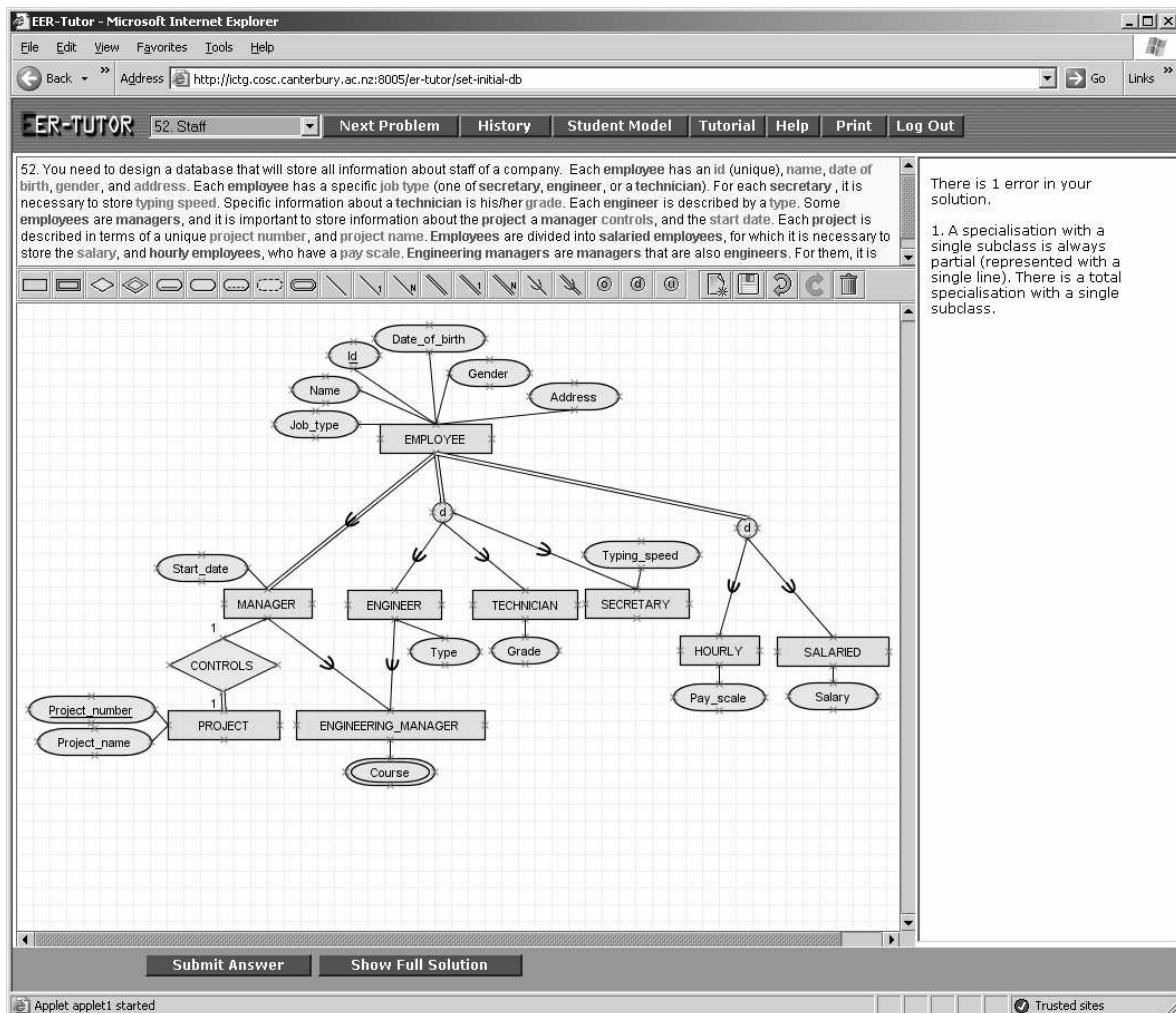 EER-Tutor - Microsoft Internet Explorer
File Edit View Favorites Tools Help
Back » Address http://ictg.cosc.canterbury.ac.nz:8005/er-tutor/set-initial-db Go Links »
EER-TUTOR 52. Staff Next Problem History Student Model Tutorial Help Print Log Out
52. You need to design a database that will store all information about staff of a company. Each employee has an id (unique), name, date of
birth, gender, and address. Each employee has a specific job type (one of secretary, engineer, or a technician). For each secretary , it is
necessary to store typing speed. Specific information about a technician is his/her grade. Each engineer is described by a type. Some
employees are managers, and it is important to store information about the project a manager controls, and the start date. Each project is
described in terms of a unique project number, and project name. Employees are divided into salaried employees, for which it is necessary to
store the salary, and hourly employees, who have a pay scale. Engineering managers are managers that are also engineers. For them, it is
There is 1 error in your
solution.
1. A specialisation with a
single subclass is always
partial (represented with a
single line). There is a total
specialisation with a single
subclass.
1 N 1 N o d u
Date_of_birth
Id
Gender
Name
Address
Job_type
EMPLOYEE
d
d
Typing_speed
Start_date
MANAGER ENGINEER TECHNICIAN SECRETARY
1
Type Grade HOURLY SALARIED
CONTROLS
Pay_scale Salary
1
Project_number
PROJECT ENGINEERING_MANAGER
Project_name
Course
Submit Answer Show Full Solution
Applet applet1 started Trusted sites